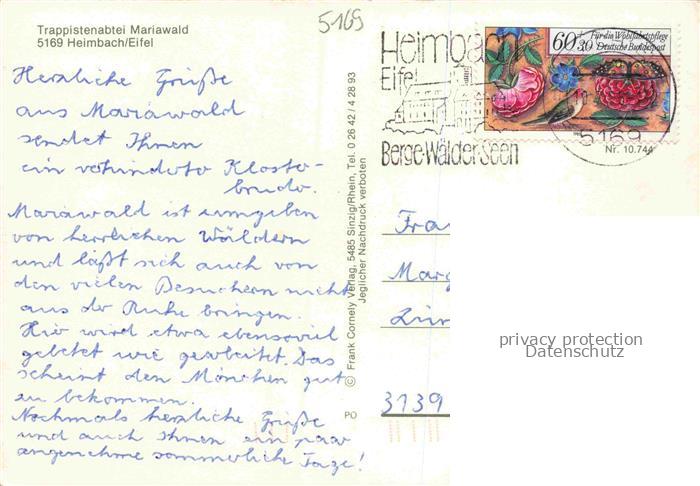 Trappistenabtei Mariawald
5169 Heimbach/Eifel
5169
Herzliche Grüße
aus Mariawald
sendet Ihnen
ein verhinderter Kloster-
bruder.
Mariawald ist umgeben
von herrlichen Wäldern
und läßt sich auch von
den vielen Besuchern nicht
aus der Ruhe bringen.
Hier wird etwa ebensoviel
gebetet wie gearbeitet. Das
scheint den Mönchen gut
zu bekommen.
Nochmals herzliche Grüße
und auch Ihnen ein paar
angenehme sommerliche Tage!
© Frank Cornely Verlag, 5485 Sinzig/Rhein, Tel. 0 26 42 / 4 28 93
Jeglicher Nachdruck verboten
PO
Heimbach
Eifel
Berge-Wälder-Seen
60+30
Für die Wohlfahrtspflege
Deutsche Bundespost
5169
Nr. 10.744
Fra
Marg
Lün
3139
privacy protection
Datenschutz